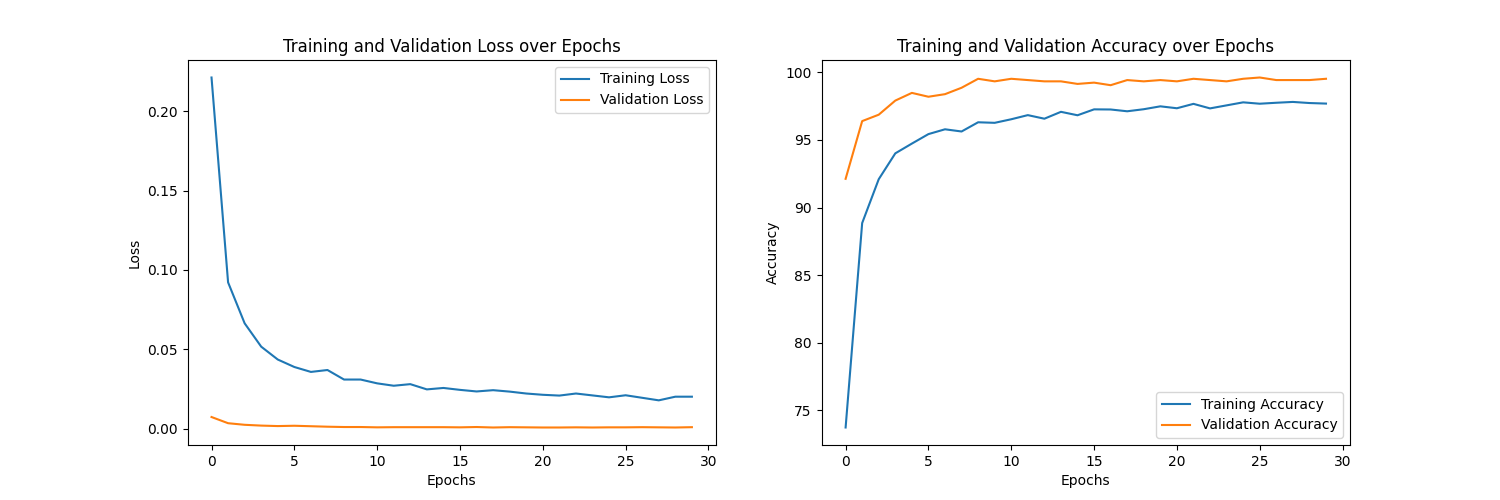 Training and Validation Loss over Epochs
Training Loss
Validation Loss
0.20
0.15
0.10
0.05
0.00
Loss
0 5 10 15 20 25 30
Epochs
Training and Validation Accuracy over Epochs
100
95
90
85
80
75
Accuracy
Training Accuracy
Validation Accuracy
0 5 10 15 20 25 30
Epochs